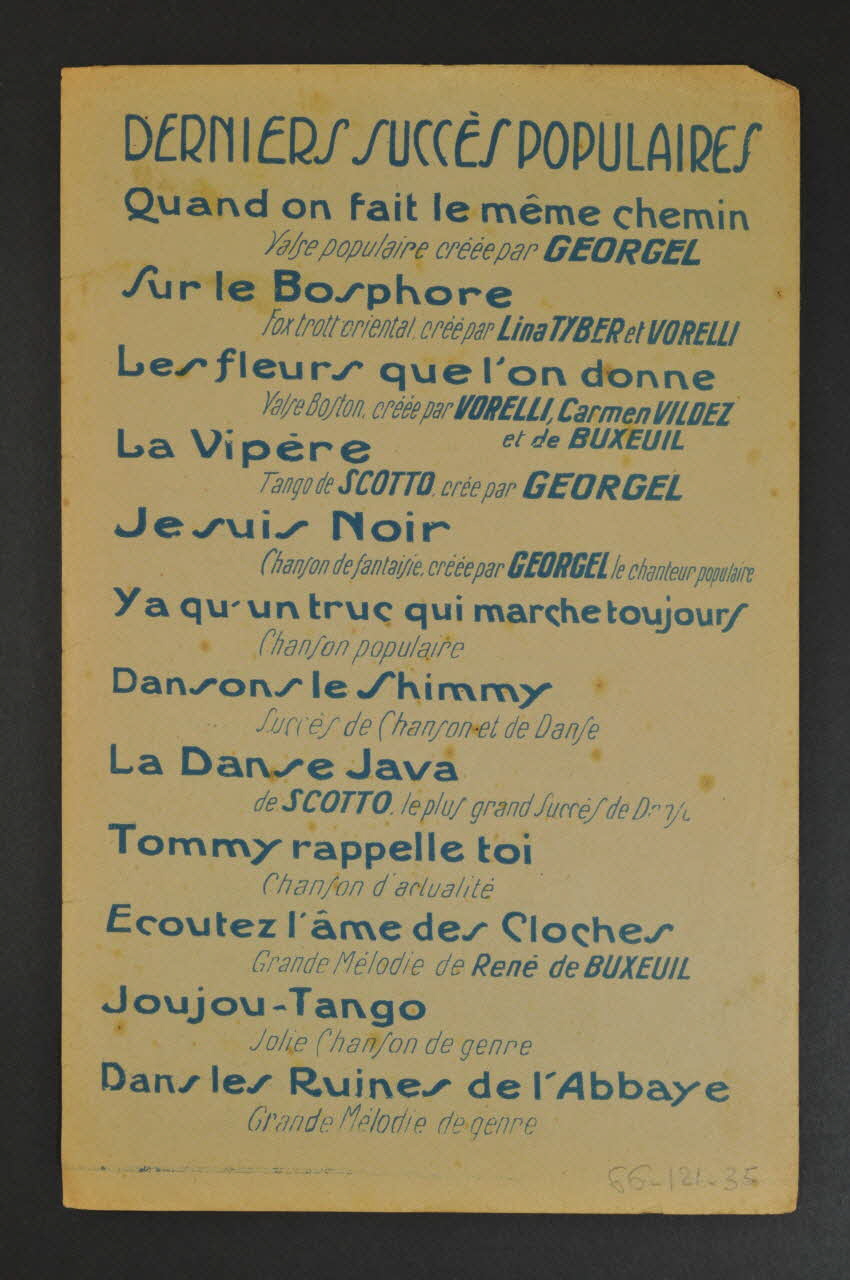 DERNIERS SUCCÈS POPULAIRES
Quand on fait le même chemin
Valse populaire créée par GEORGEL
Sur le Bosphore
Fox trott oriental, créé par Lina TYBER et VORELLI
Les fleurs que l'on donne
Valse Boston, créée par VORELLI, Carmen VILDEZ
et de BUXEUIL
La Vipère
Tango de SCOTTO, crée par GEORGEL
Je suis Noir
Chanson de fantaisie, créée par GEORGEL le chanteur populaire
Ya qu'un truc qui marche toujours
Chanson populaire
Dansons le Shimmy
Succès de Chanson et de Danse
La Danse Java
de SCOTTO, le plus grand Succès de Danse
Tommy rappelle toi
Chanson d'actualité
Ecoutez l'âme des Cloches
Grande Mélodie de René de BUXEUIL
Joujou-Tango
Jolie Chanson de genre
Dans les Ruines de l'Abbaye
Grande Mélodie de genre
86-121-35